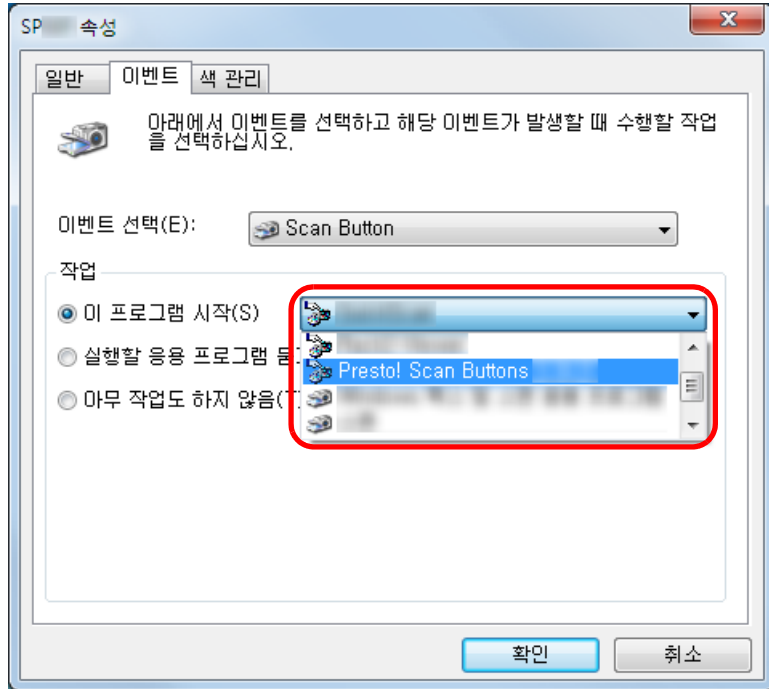 SP 속성
일반 이벤트 색 관리
아래에서 이벤트를 선택하고 해당 이벤트가 발생할 때 수행할 작업
을 선택하십시오.
이벤트 선택(E): Scan Button
작업
이 프로그램 시작(S)
실행할 응용 프로그램
Presto! Scan Buttons
아무 작업도 하지 않음(
확인 취소